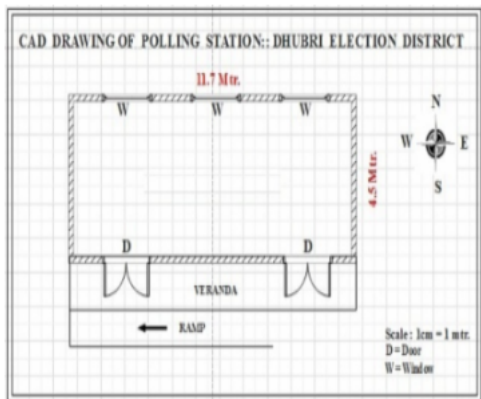 CAD DRAWING OF POLLING STATION:: DHUBRI ELECTION DISTRICT
11.7 Mtr.
W W W
N
W E
S
4.5 Mtr.
D D
VERANDA
RAMP
Scale : 1cm = 1 mtr.
D = Door
W = Window